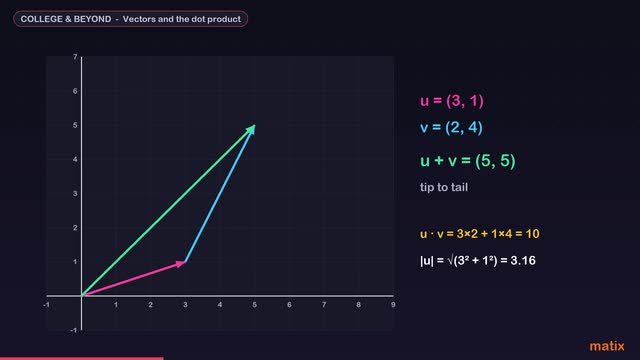 COLLEGE & BEYOND - Vectors and the dot product
7
6
5
4
3
2
1
-1
-1 1 2 3 4 5 6 7 8 9
u = (3, 1)
v = (2, 4)
u + v = (5, 5)
tip to tail
u · v = 3×2 + 1×4 = 10
|u| = √(3² + 1²) = 3.16
matix